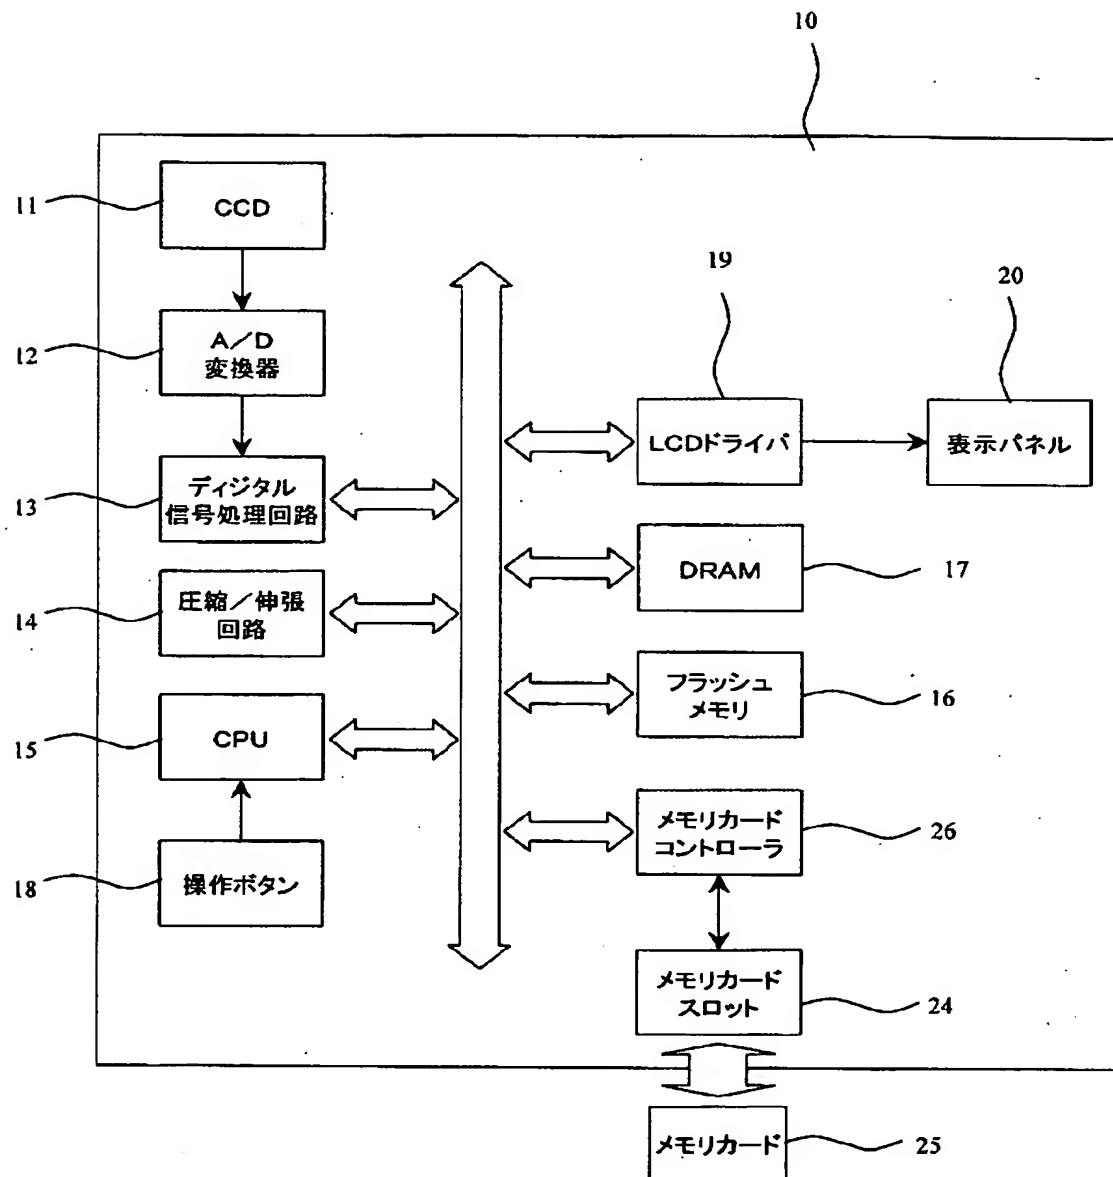 10
11
CCD
12
A/D
変換器
13
ディジタル
信号処理回路
14
圧縮/伸張
回路
15
CPU
18
操作ボタン
19
LCDドライバ
20
表示パネル
DRAM
17
フラッシュ
メモリ
16
メモリカード
コントローラ
26
メモリカード
スロット
24
メモリカード
25